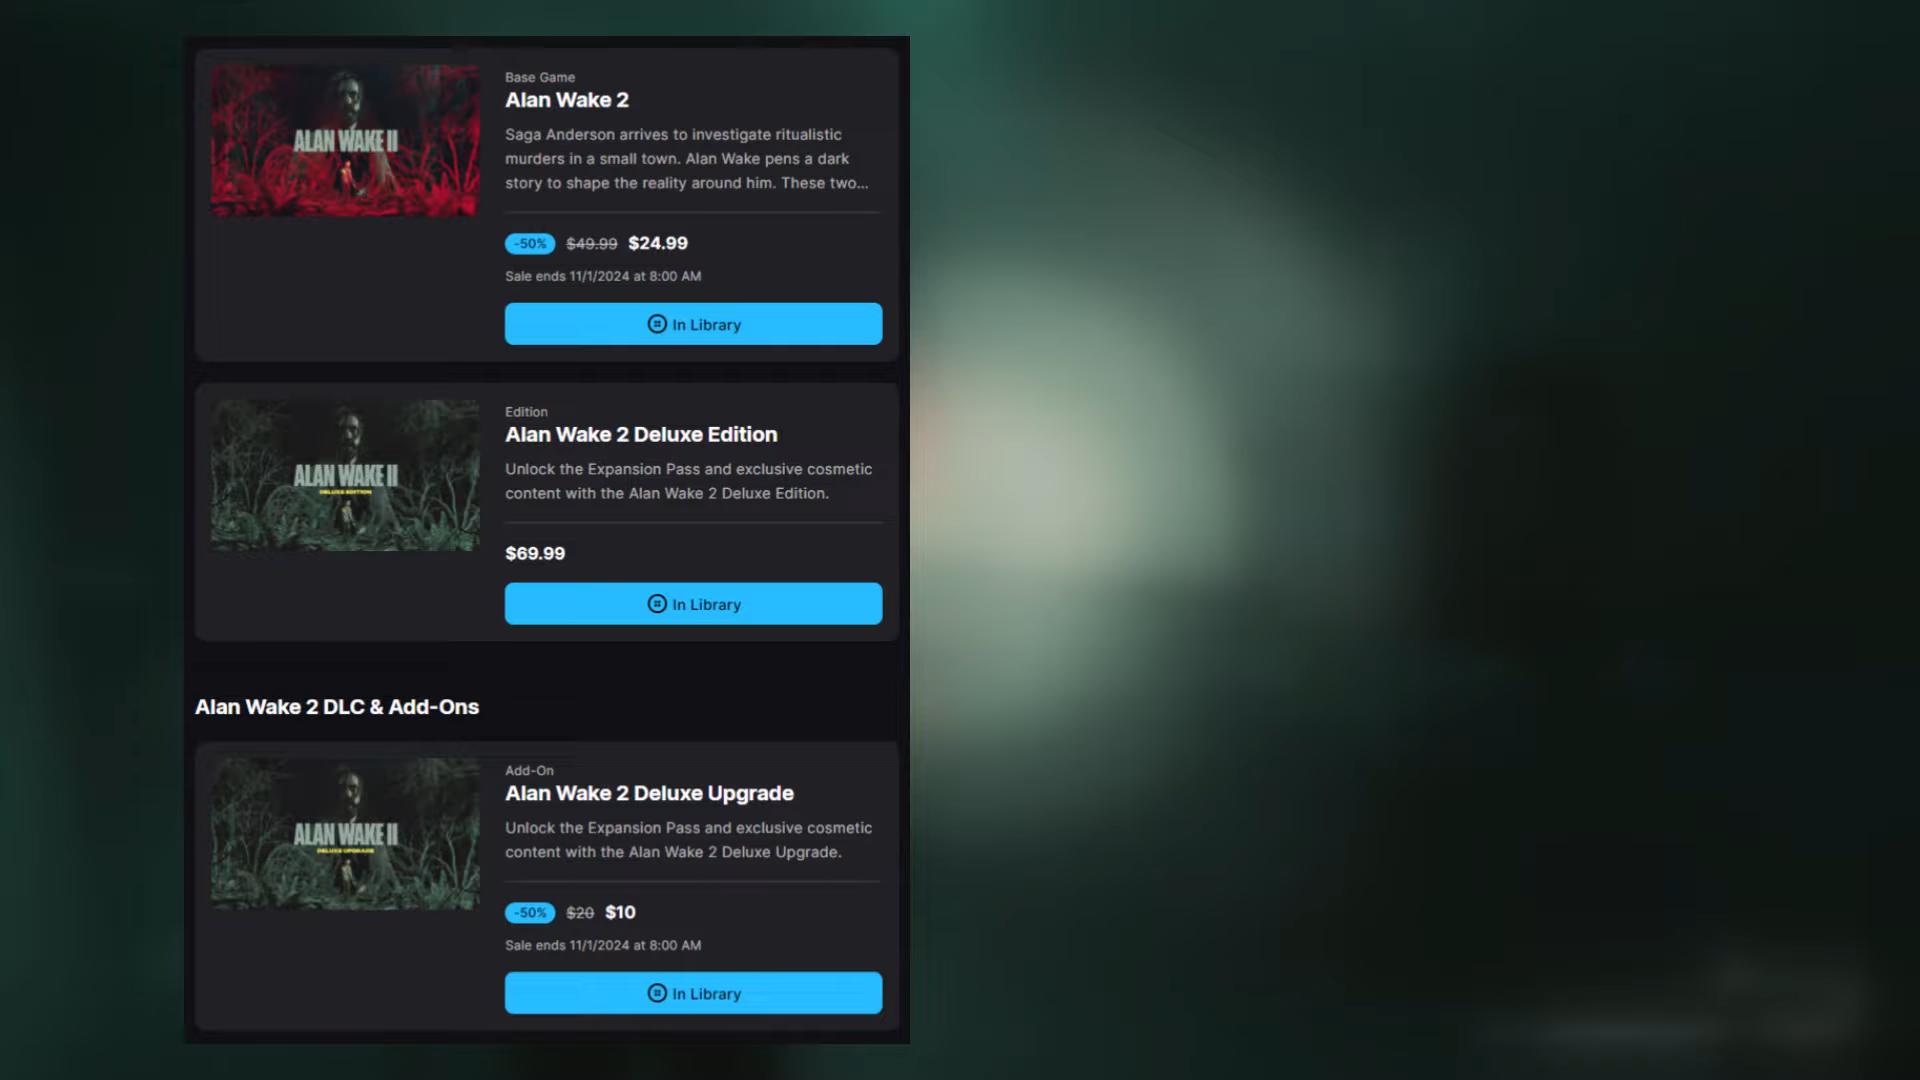 ALAN WAKE II
Base Game
Alan Wake 2
Saga Anderson arrives to investigate ritualistic
murders in a small town. Alan Wake pens a dark
story to shape the reality around him. These two...
-50% $49.99 $24.99
Sale ends 11/1/2024 at 8:00 AM
In Library
ALAN WAKE II
DELUXE EDITION
Edition
Alan Wake 2 Deluxe Edition
Unlock the Expansion Pass and exclusive cosmetic
content with the Alan Wake 2 Deluxe Edition.
$69.99
In Library
Alan Wake 2 DLC & Add-Ons
ALAN WAKE II
DELUXE UPGRADE
Add-On
Alan Wake 2 Deluxe Upgrade
Unlock the Expansion Pass and exclusive cosmetic
content with the Alan Wake 2 Deluxe Upgrade.
-50% $20 $10
Sale ends 11/1/2024 at 8:00 AM
In Library